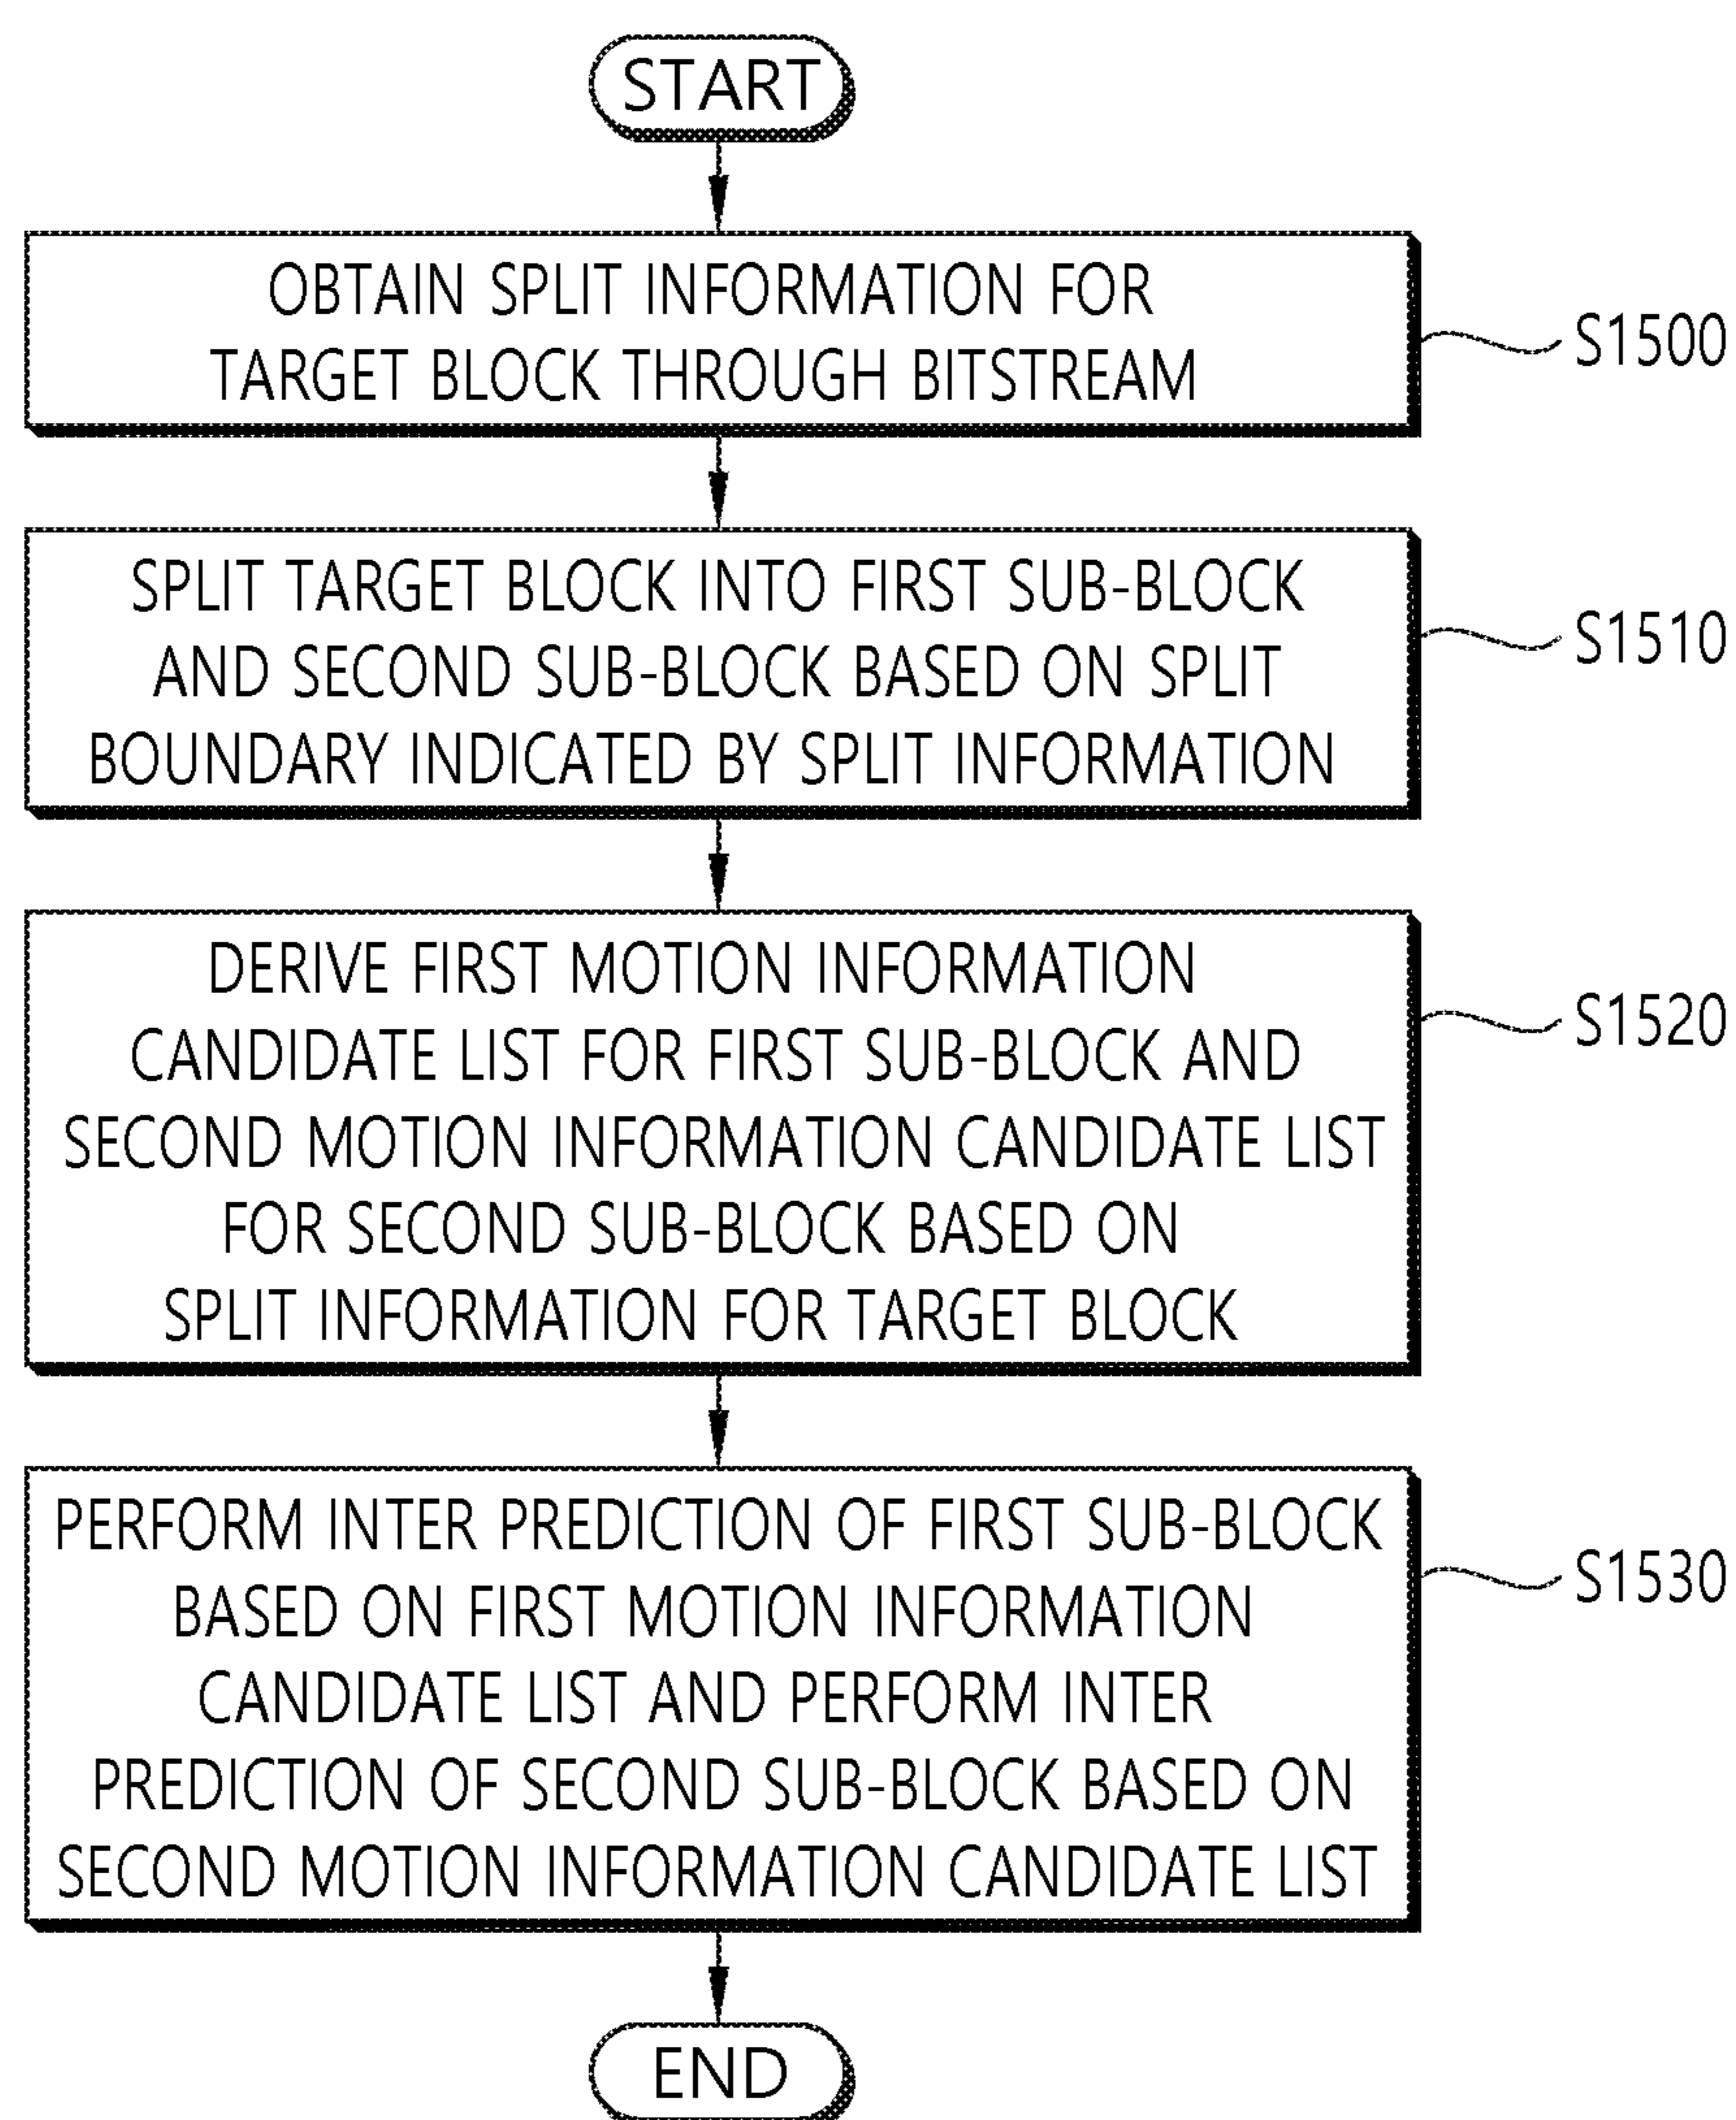 START
OBTAIN SPLIT INFORMATION FOR
TARGET BLOCK THROUGH BITSTREAM
S1500
SPLIT TARGET BLOCK INTO FIRST SUB-BLOCK
AND SECOND SUB-BLOCK BASED ON SPLIT
BOUNDARY INDICATED BY SPLIT INFORMATION
S1510
DERIVE FIRST MOTION INFORMATION
CANDIDATE LIST FOR FIRST SUB-BLOCK AND
SECOND MOTION INFORMATION CANDIDATE LIST
FOR SECOND SUB-BLOCK BASED ON
SPLIT INFORMATION FOR TARGET BLOCK
S1520
PERFORM INTER PREDICTION OF FIRST SUB-BLOCK
BASED ON FIRST MOTION INFORMATION
CANDIDATE LIST AND PERFORM INTER
PREDICTION OF SECOND SUB-BLOCK BASED ON
SECOND MOTION INFORMATION CANDIDATE LIST
S1530
END